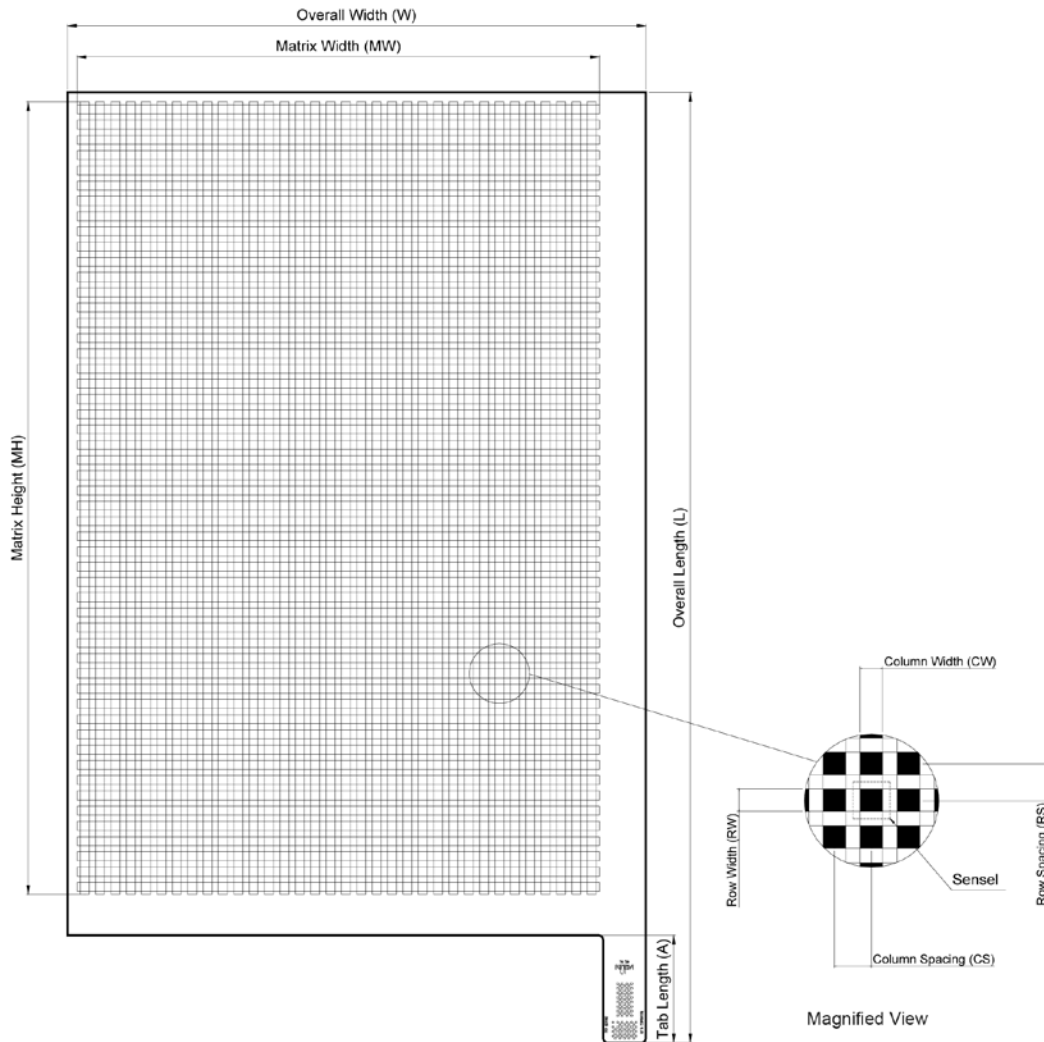 Overall Width (W)
Matrix Width (MW)
Matrix Height (MH)
Overall Length (L)
Column Width (CW)
Row Width (RW)
Row Spacing (RS)
Sensel
Column Spacing (CS)
Tab Length (A)
Magnified View